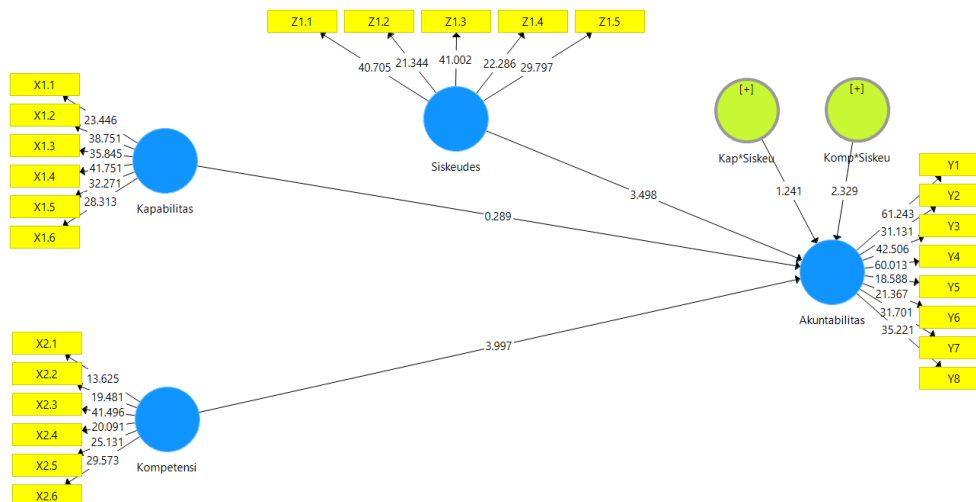 Z1.1
Z1.2
Z1.3
Z1.4
Z1.5
40.705
21.344
41.002
22.286
29.797
Siskeudes
X1.1
X1.2
X1.3
X1.4
X1.5
X1.6
23.446
38.751
35.845
41.751
32.271
28.313
Kapabilitas
[+]
[+]
Kap*Siskeu
Komp*Siskeu
1.241
2.329
3.498
0.289
3.997
Y1
Y2
Y3
Y4
Y5
Y6
Y7
Y8
61.243
31.131
42.506
60.013
18.588
21.367
31.701
35.221
Akuntabilitas
X2.1
X2.2
X2.3
X2.4
X2.5
X2.6
13.625
19.481
41.496
20.091
25.131
29.573
Kompetensi